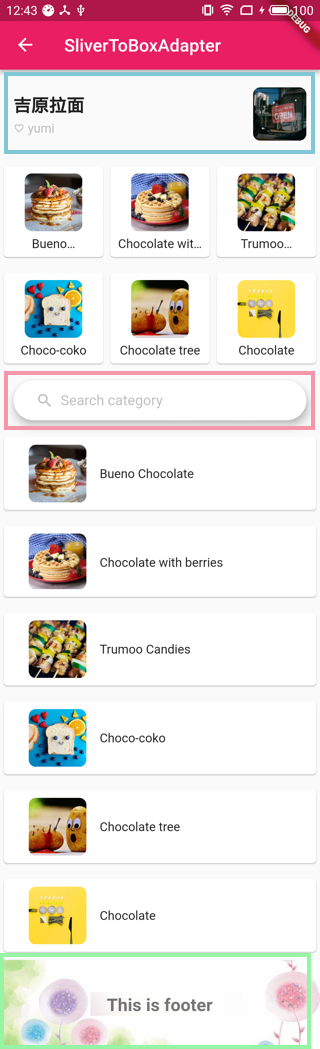 12:43
100
DEBUG
SliverToBoxAdapter
吉原拉面
yumi
OPEN
Bueno...
Chocolate wit...
Trumoo...
Choco-coko
Chocolate tree
Chocolate
Search category
Bueno Chocolate
Chocolate with berries
Trumoo Candies
Choco-coko
Chocolate tree
Chocolate
This is footer